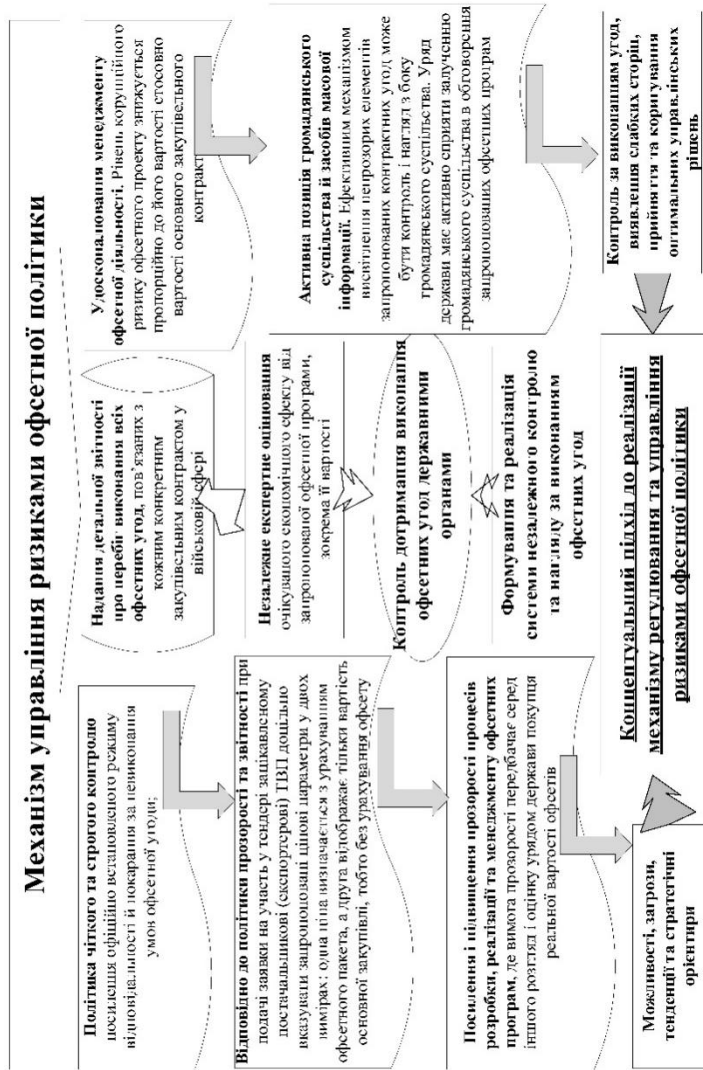 Механізм управління ризиками офсетної політики
Політика чіткого та строгого контролю
посилення офіційно встановленого режиму
відповідальності й покарання за невиконання
умов офсетної угоди;
Відповідно до політики прозорості та звітності при
подачі заявки на участь у тендері зацікавленому
постачальникові (експортерові) ТВП доцільно
вказувати запропоновані цінові параметри у двох
вимірах: одна ціна визначається з урахуванням
офсетного пакета, а друга відображає тільки вартість
основної закупівлі, тобто без урахування офсету
Посилення і підвищення прозорості процесів
розробки, реалізації та менеджменту офсетних
програм, де вимога прозорості передбачає серед
іншого розгляд і оцінку урядом держави покупця
реальної вартості офсетів
Можливості, загрози,
тенденції та стратегічні
орієнтири
Надання детальної звітності
про перебіг виконання всіх
офсетних угод, пов'язаних з
кожним конкретним
закупівельним контрактом у
військовій сфері
Незалежне експертне оцінювання
очікуваного економічного ефекту від
запропонованої офсетної програми,
зокрема її вартості
Контроль дотримання виконання
офсетних угод державними
органами
Формування та реалізація
системи незалежного контролю
та нагляду за виконанням
офсетних угод
Концептуальний підхід до реалізації
механізму регулювання та управління
ризиками офсетної політики
Удосконалювання менеджменту
офсетної діяльності. Рівень корупційного
ризику офсетного проекту знижується
пропорційно до його вартості стосовно
вартості основного закупівельного
контракт
Активна позиція громадянського
суспільства й засобів масової
інформації. Ефективним механізмом
висвітлення непрозорих елементів
запропонованих контрактних угод може
бути контроль і нагляд з боку
громадянського суспільства. Уряд
держави має активно сприяти залученню
громадянського суспільства в обговорення
запропонованих офсетних програм
Контроль за виконанням угод,
виявлення слабких сторін,
прийняття та коригування
оптимальних управлінських
рішень